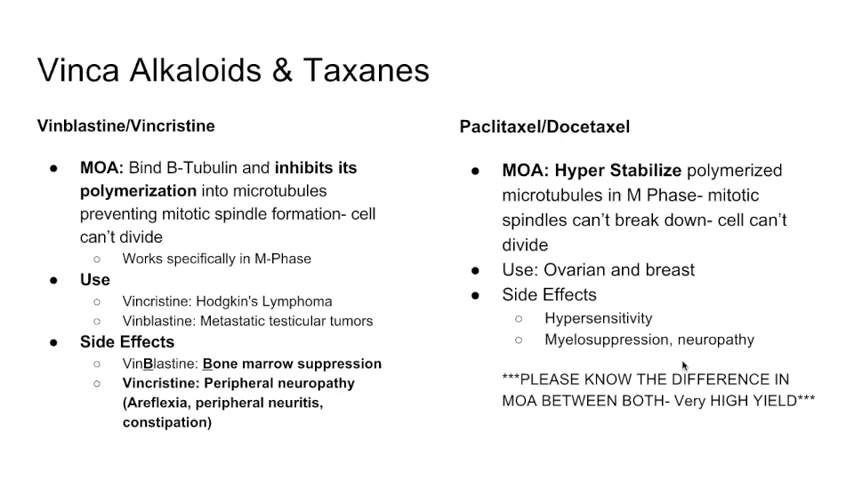 Vinca Alkaloids & Taxanes
Vinblastine/Vincristine
● MOA: Bind B-Tubulin and inhibits its
polymerization into microtubules
preventing mitotic spindle formation- cell
can't divide
○ Works specifically in M-Phase
● Use
○ Vincristine: Hodgkin's Lymphoma
○ Vinblastine: Metastatic testicular tumors
● Side Effects
○ VinBlastine: Bone marrow suppression
○ Vincristine: Peripheral neuropathy
(Areflexia, peripheral neuritis,
constipation)
Paclitaxel/Docetaxel
● MOA: Hyper Stabilize polymerized
microtubules in M Phase- mitotic
spindles can't break down- cell can't
divide
● Use: Ovarian and breast
● Side Effects
○ Hypersensitivity
○ Myelosuppression, neuropathy
***PLEASE KNOW THE DIFFERENCE IN
MOA BETWEEN BOTH- Very HIGH YIELD***